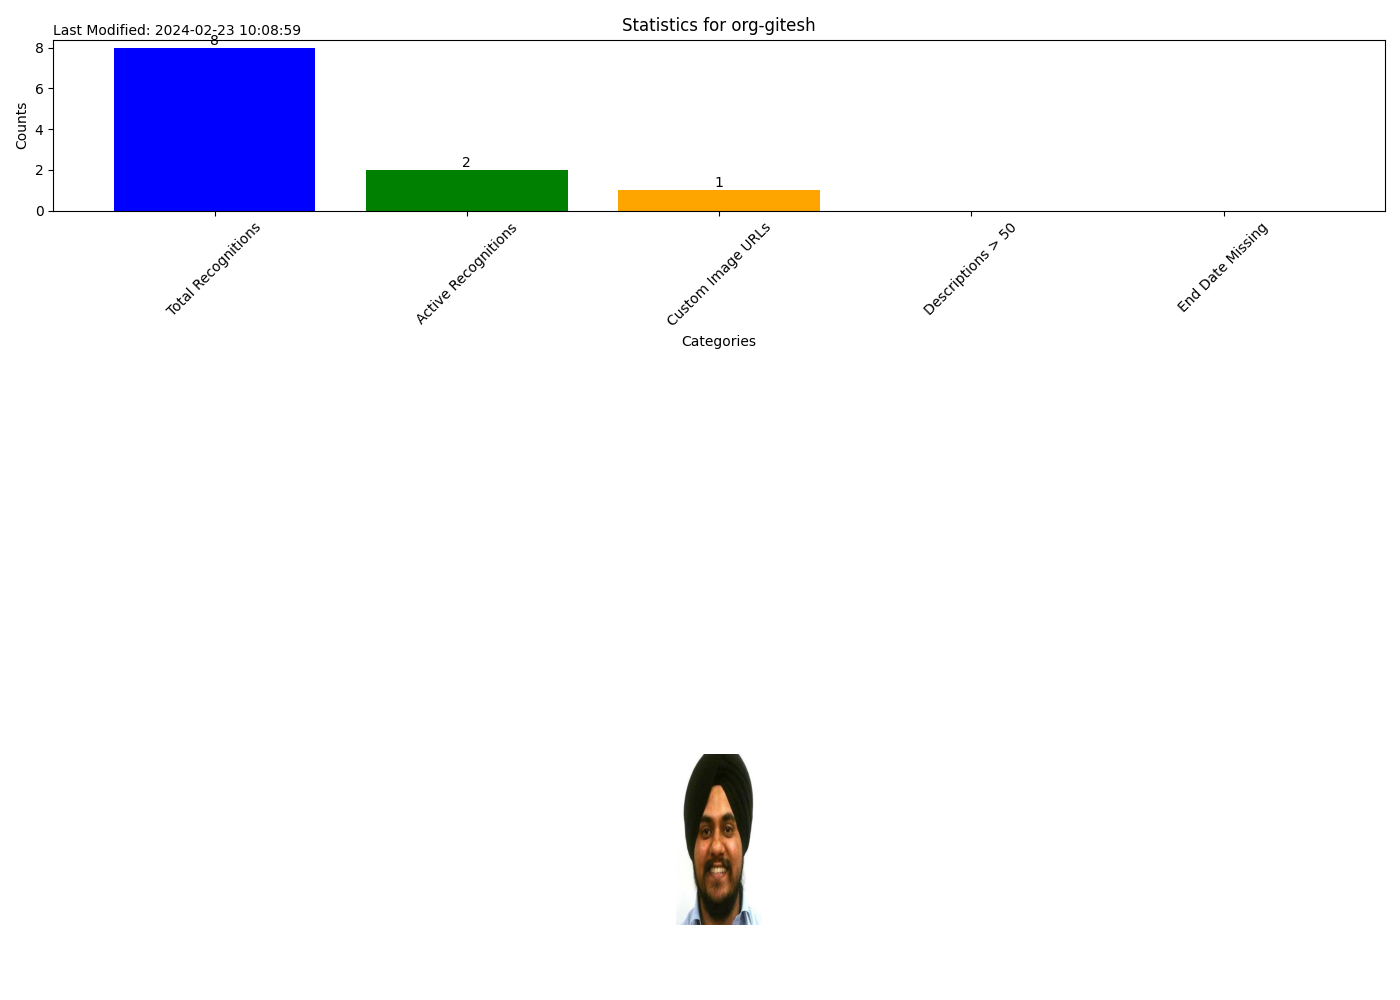 Statistics for org-gitesh
Last Modified: 2024-02-23 10:08:59
8
8
6
4
2
0
Counts
2
1
Total Recognitions
Active Recognitions
Custom Image URLs
Descriptions > 50
End Date Missing
Categories